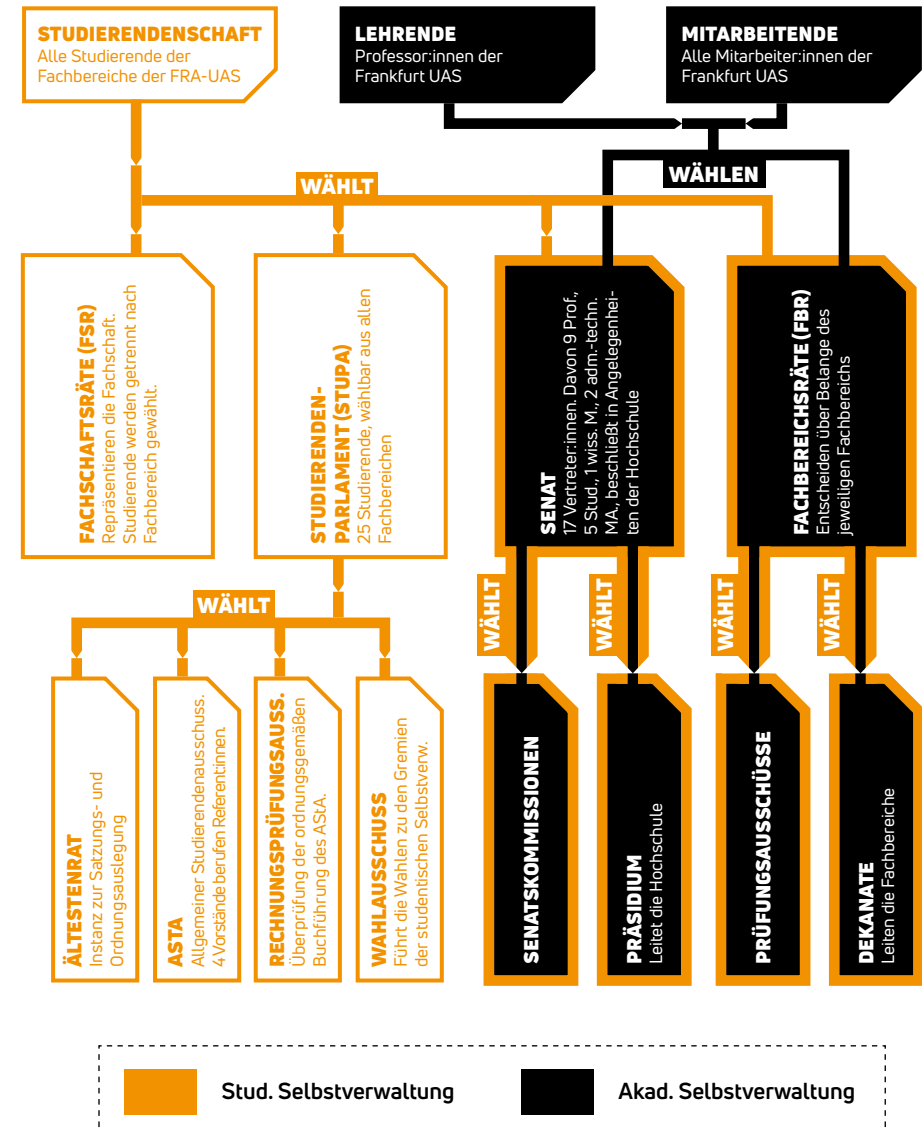 STUDIERENDENSCHAFT
Alle Studierende der
Fachbereiche der FRA-UAS
LEHRENDE
Professor:innen der
Frankfurt UAS
MITARBEITENDE
Alle Mitarbeiter:innen der
Frankfurt UAS
WÄHLEN
WÄHLT
FACHSCHAFTSRÄTE (FSR)
Repräsentieren die Fachschaft.
Studierende werden getrennt nach
Fachbereich gewählt.
STUDIERENDEN-
PARLAMENT (STUPA)
25 Studierende, wählbar aus allen
Fachbereichen
SENAT
17 Vertreter:innen. Davon 9 Prof.,
5 Stud., 1 wiss. M., 2 adm.-techn.
MA., beschließt in Angelegenhei-
ten der Hochschule
FACHBEREICHSRÄTE (FBR)
Entscheiden über Belange des
jeweiligen Fachbereichs
WÄHLT
WÄHLT
WÄHLT
WÄHLT
WÄHLT
ÄLTESTENRAT
Instanz zur Satzungs- und
Ordnungsauslegung
ASTA
Allgemeiner Studierendenausschuss.
4 Vorstände berufen Referentinnen.
RECHNUNGSPRÜFUNGSAUSS.
Überprüfung der ordnungsgemäßen
Buchführung des AStA.
WAHLAUSSCHUSS
Führt die Wahlen zu den Gremien
der studentischen Selbstverw.
SENATSKOMMISSIONEN
PRÄSIDIUM
Leitet die Hochschule
PRÜFUNGSAUSSCHÜSSE
DEKANATE
Leiten die Fachbereiche
Stud. Selbstverwaltung
Akad. Selbstverwaltung